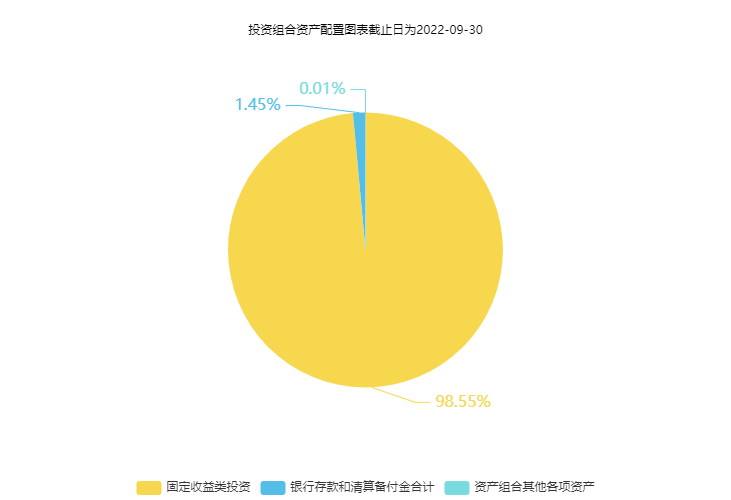 投资组合资产配置图表截止日为2022-09-30
0.01%
1.45%
98.55%
固定收益类投资 银行存款和清算备付金合计 资产组合其他各项资产